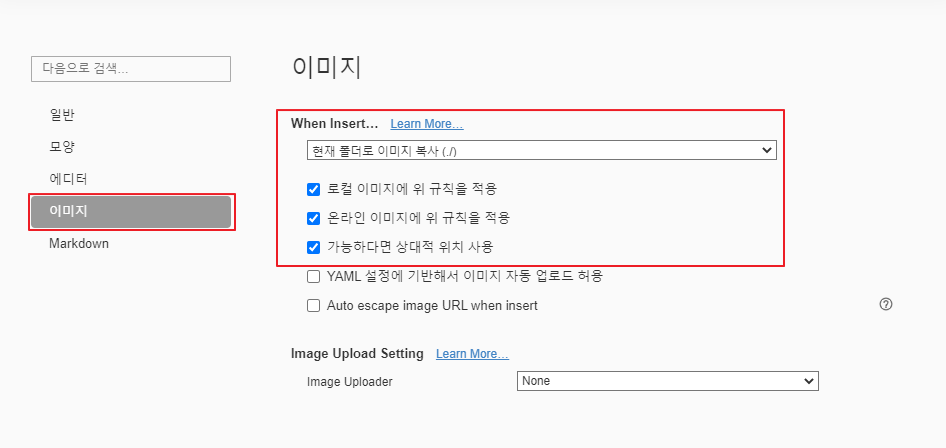 다음으로 검색...
일반
모양
에디터
이미지
Markdown
이미지
When Insert... Learn More...
현재 폴더로 이미지 복사 (./)
로컬 이미지에 위 규칙을 적용
온라인 이미지에 위 규칙을 적용
가능하다면 상대적 위치 사용
YAML 설정에 기반해서 이미지 자동 업로드 허용
Auto escape image URL when insert
?
Image Upload Setting Learn More...
Image Uploader None